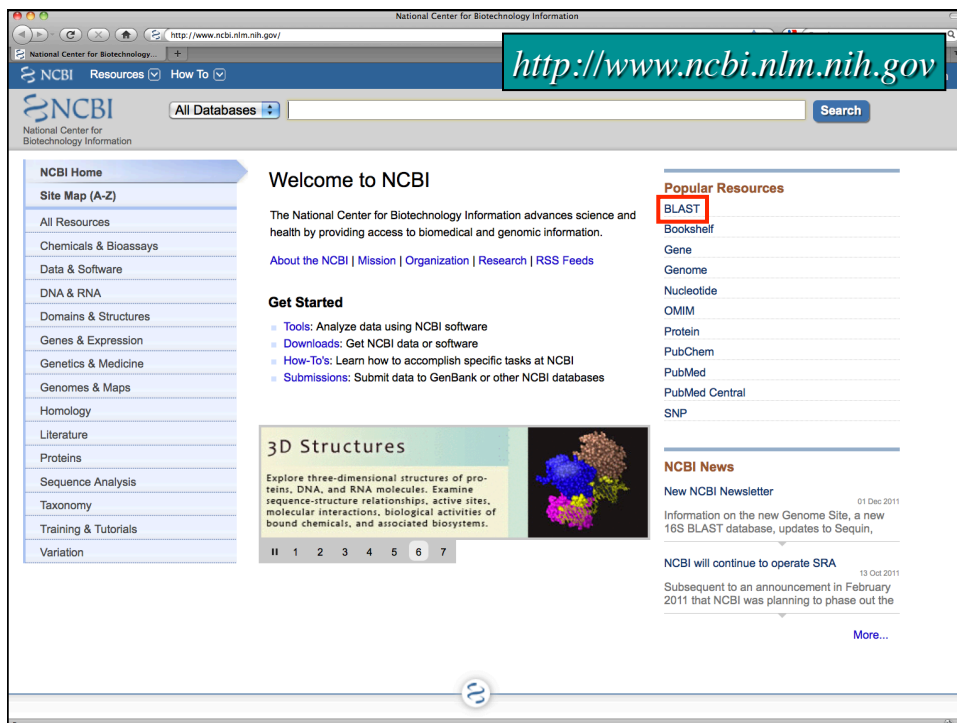 National Center for Biotechnology Information
http://www.ncbi.nlm.nih.gov/
National Center for Biotechnology...
http://www.ncbi.nlm.nih.gov
NCBI Resources How To
NCBI
National Center for
Biotechnology Information
All Databases
Search
NCBI Home
Site Map (A-Z)
All Resources
Chemicals & Bioassays
Data & Software
DNA & RNA
Domains & Structures
Genes & Expression
Genetics & Medicine
Genomes & Maps
Homology
Literature
Proteins
Sequence Analysis
Taxonomy
Training & Tutorials
Variation
Welcome to NCBI
The National Center for Biotechnology Information advances science and
health by providing access to biomedical and genomic information.
About the NCBI | Mission | Organization | Research | RSS Feeds
Get Started
Tools: Analyze data using NCBI software
Downloads: Get NCBI data or software
How-To's: Learn how to accomplish specific tasks at NCBI
Submissions: Submit data to GenBank or other NCBI databases
3D Structures
Explore three-dimensional structures of pro-
teins, DNA, and RNA molecules. Examine
sequence-structure relationships, active sites,
molecular interactions, biological activities of
bound chemicals, and associated biosystems.
1 2 3 4 5 6 7
Popular Resources
BLAST
Bookshelf
Gene
Genome
Nucleotide
OMIM
Protein
PubChem
PubMed
PubMed Central
SNP
NCBI News
New NCBI Newsletter
01 Dec 2011
Information on the new Genome Site, a new
16S BLAST database, updates to Sequin,
NCBI will continue to operate SRA
13 Oct 2011
Subsequent to an announcement in February
2011 that NCBI was planning to phase out the
More...